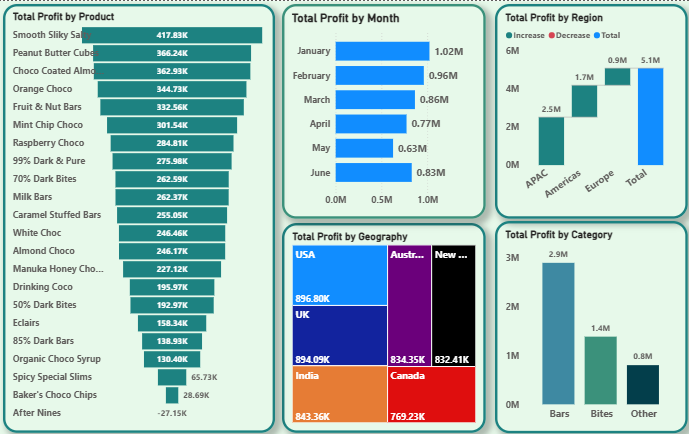 Total Profit by Product
Smooth Sliky Sal
417.83K
Peanut Butter Cube
366.24K
Choco Coated Almo
362.93K
Orange Choco
344.73K
Fruit & Nut Bars
332.56K
Mint Chip Choco
301.54K
Raspberry Choco
284.81K
99% Dark & Pure
275.98K
70% Dark Bites
262.59K
Milk Bars
262.37K
Caramel Stuffed Bars
255.05K
White Choc
246.46K
Almond Choco
246.17K
Manuka Honey Cho...
227.12K
Drinking Coco
195.97K
50% Dark Bites
192.97K
Eclairs
158.34K
85% Dark Bars
138.93K
Organic Choco Syrup
130.40K
Spicy Special Slims
65.73K
Baker's Choco Chips
28.69K
After Nines
-27.15K
Total Profit by Month
January
1.02M
February
0.96M
March
0.86M
April
0.77M
May
0.63M
June
0.83M
0.0M 0.5M 1.0M
Total Profit by Geography
USA
896.80K
UK
894.09K
India
843.36K
Austr...
834.35K
New ...
832.41K
Canada
769.23K
Total Profit by Region
Increase Decrease Total
6M
4M
2M
0M
2.5M
1.7M
0.9M
5.1M
APAC
Americas
Europe
Total
Total Profit by Category
3M
2M
1M
0M
2.9M
1.4M
0.8M
Bars Bites Other